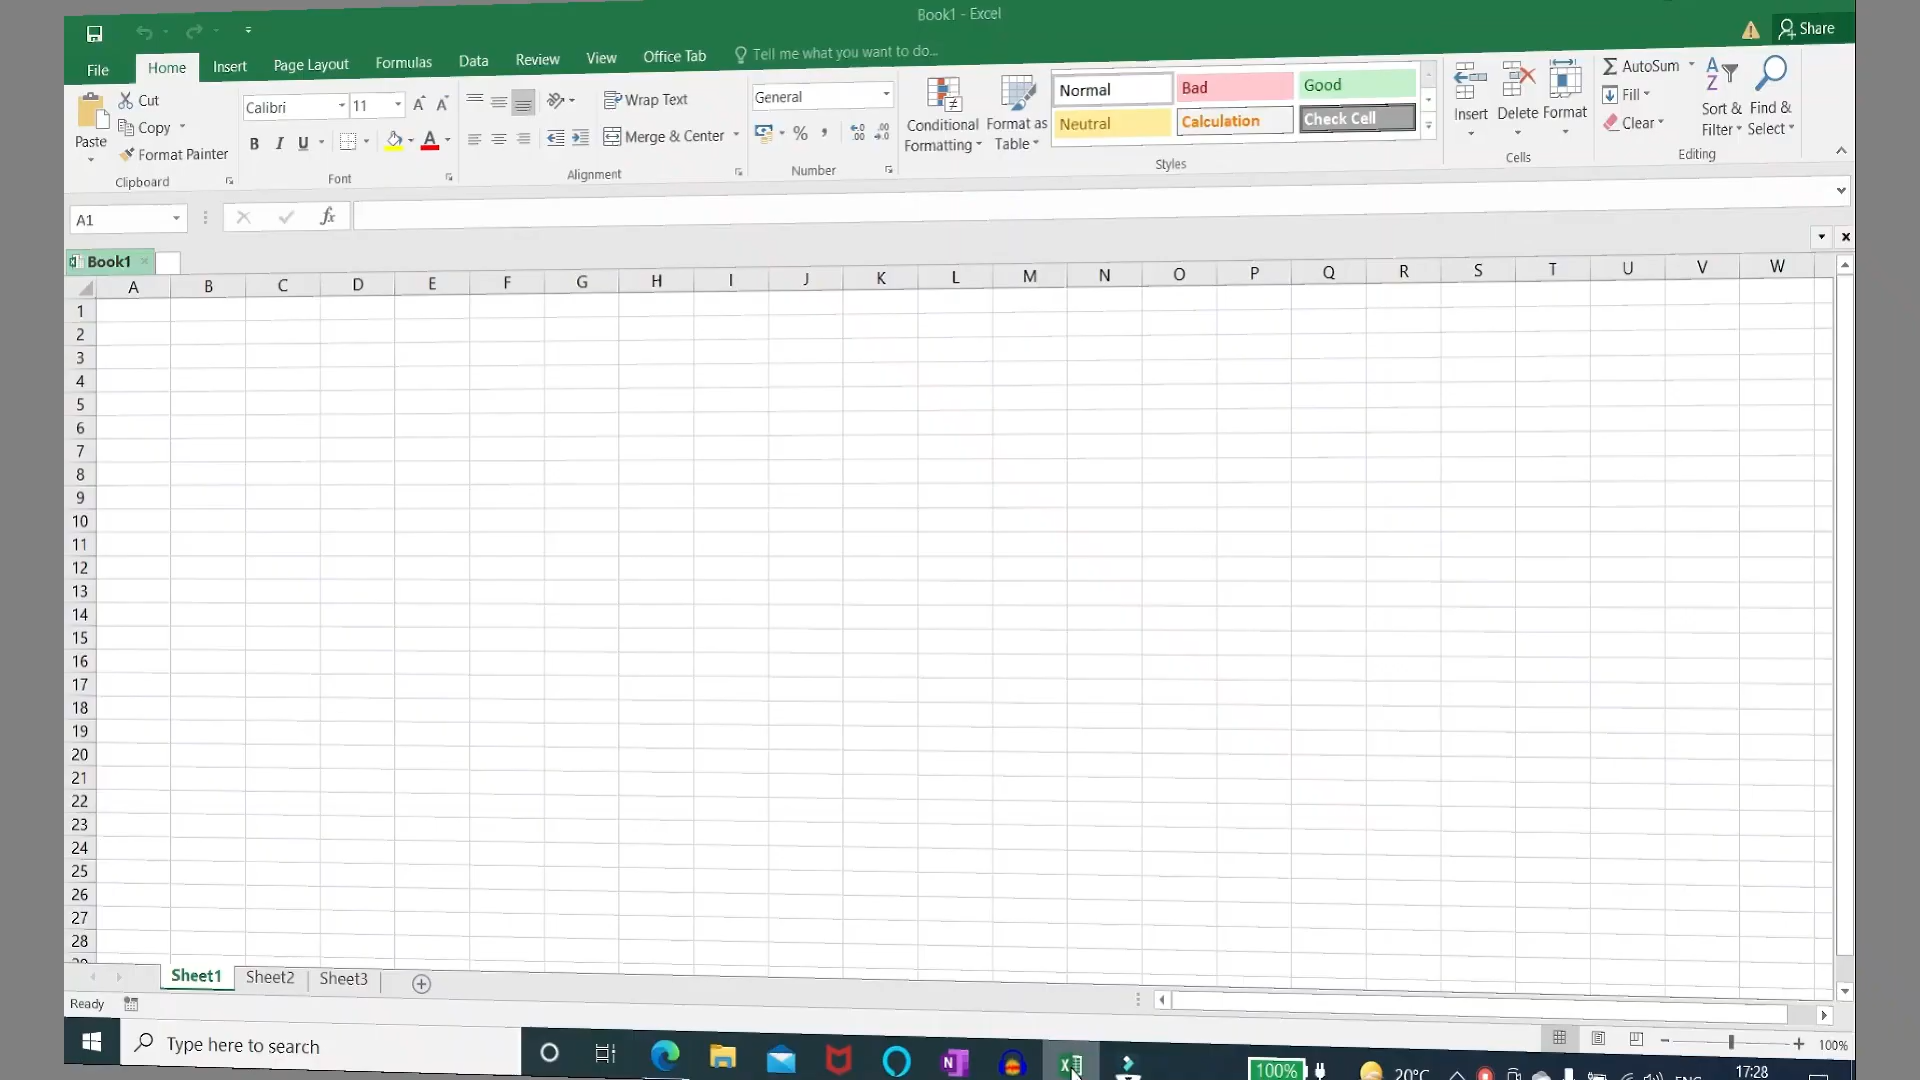 Book1 - Excel
Share
File Home Insert Page Layout Formulas Data Review View Office Tab Tell me what you want to do...
Cut
Copy
Format Painter
Paste
Clipboard
Calibri 11
B I U
Font
Wrap Text
Merge & Center
Alignment
General
% ,
Number
Conditional Formatting
Format as Table
Normal Bad Good
Neutral Calculation Check Cell
Styles
Insert Delete Format
Cells
AutoSum
Fill
Clear
Sort & Filter
Find & Select
Editing
A1
fx
Book1
A B C D E F G H I J K L M N O P Q R S T U V W
1
2
3
4
5
6
7
8
9
10
11
12
13
14
15
16
17
18
19
20
21
22
23
24
25
26
27
28
Sheet1 Sheet2 Sheet3
Ready
100%
Type here to search
100%
20°C
17:28